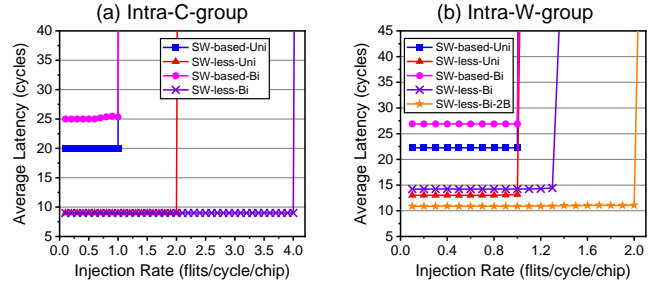 (a) Intra-C-group
Average Latency (cycles)
40
35
30
25
20
15
10
5
0.0 0.5 1.0 1.5 2.0 2.5 3.0 3.5 4.0
Injection Rate (flits/cycle/chip)
SW-based-Uni
SW-less-Uni
SW-based-Bi
SW-less-Bi
(b) Intra-W-group
Average Latency (cycles)
45
40
35
30
25
20
15
10
5
0.0 0.4 0.8 1.2 1.6 2.0
Injection Rate (flits/cycle/chip)
SW-based-Uni
SW-less-Uni
SW-based-Bi
SW-less-Bi
SW-less-Bi-2B